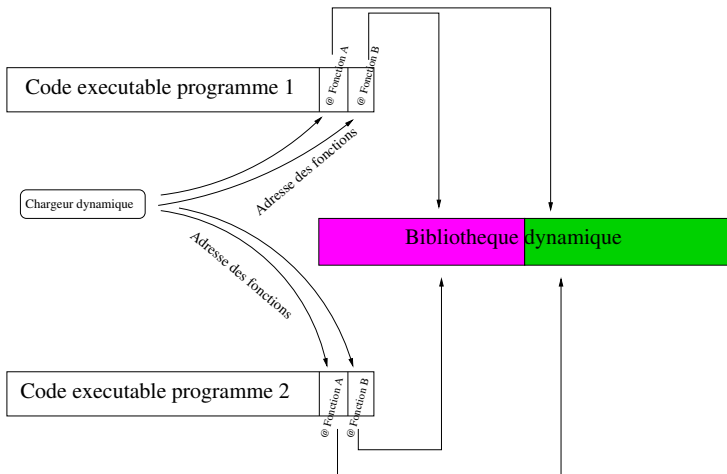 Code executable programme 1
@ Fonction A
@ Fonction B
Adresse des fonctions
Chargeur dynamique
Bibliotheque dynamique
Adresse des fonctions
Code executable programme 2
@ Fonction A
@ Fonction B